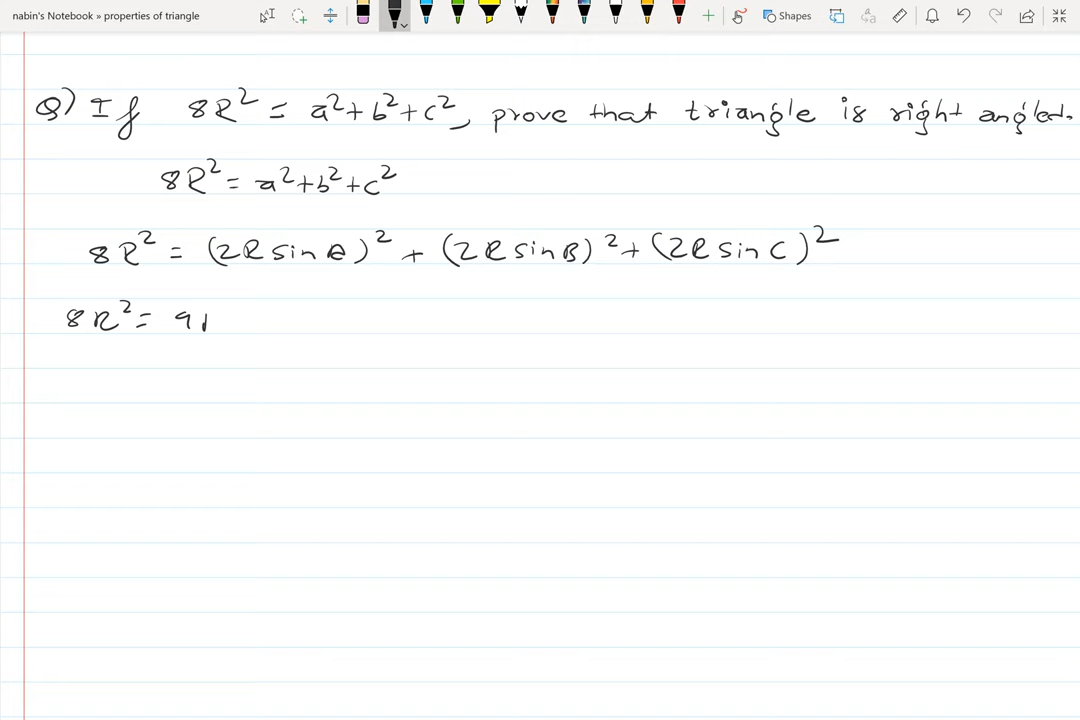 nabin's Notebook » properties of triangle
Shapes
Q) If 8R² = a²+b²+c², prove that triangle is right angled.
8R² = a²+b²+c²
8R² = (2R sin A)² + (2R sin B)² + (2R sin C)²
8R² =